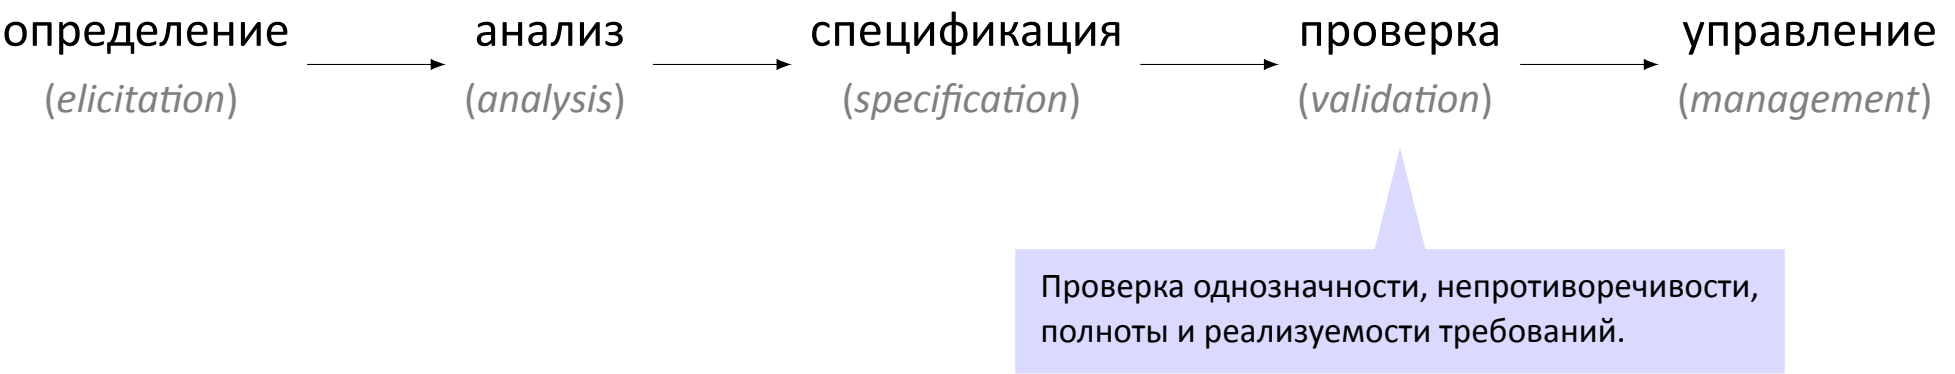 определение анализ спецификация проверка управление
(elicitation) (analysis) (specification) (validation) (management)
Проверка однозначности, непротиворечивости,
полноты и реализуемости требований.